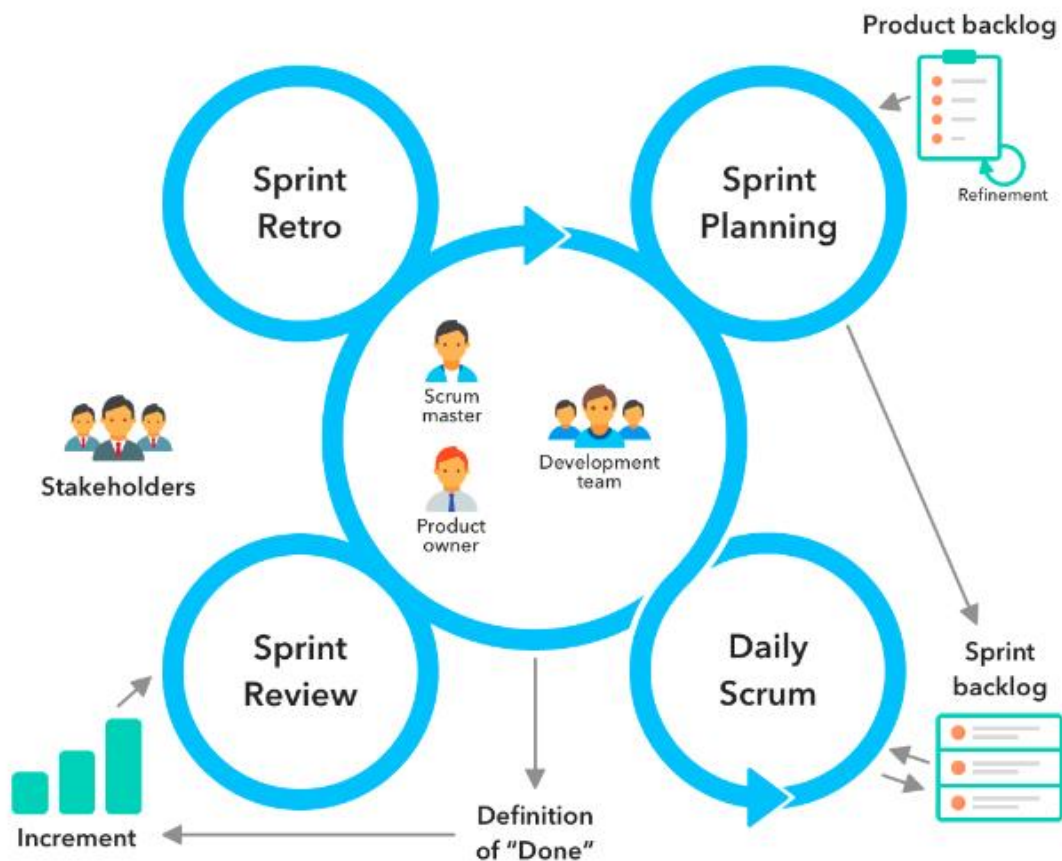 Product backlog
Refinement
Sprint
Retro
Sprint
Planning
Scrum
master
Development
team
Product
owner
Stakeholders
Sprint
Review
Daily
Scrum
Sprint
backlog
Increment
Definition
of “Done”